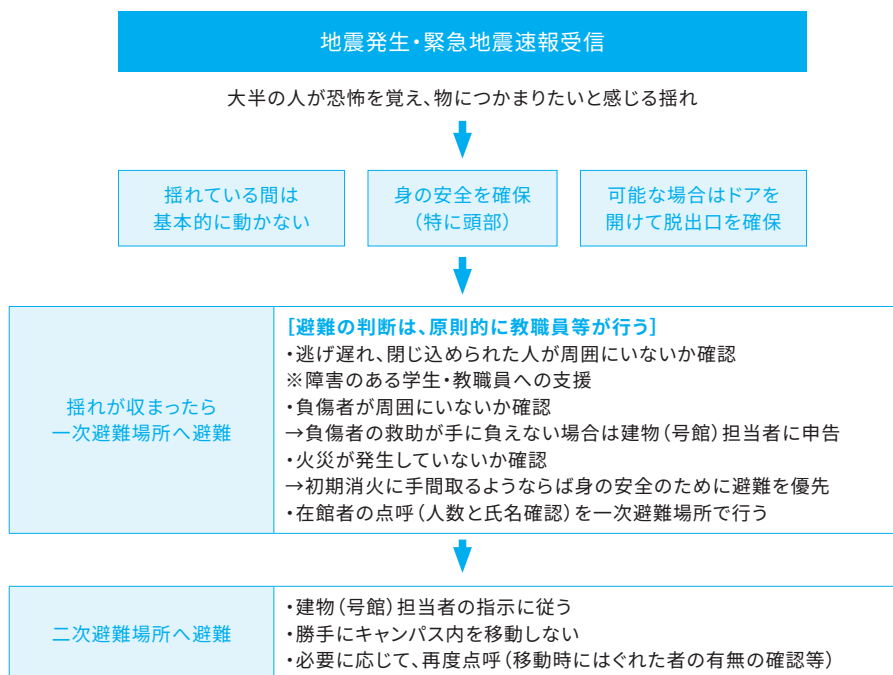 地震発生・緊急地震速報受信
大半の人が恐怖を覚え、物につかまりたいと感じる揺れ
揺れている間は
基本的に動かない
身の安全を確保
（特に頭部）
可能な場合はドアを
開けて脱出口を確保
揺れが収まったら
一次避難場所へ避難
［避難の判断は、原則的に教職員等が行う］
・逃げ遅れ、閉じ込められた人が周囲にいないか確認
※障害のある学生・教職員への支援
・負傷者が周囲にいないか確認
→負傷者の救助が手に負えない場合は建物（号館）担当者に申告
・火災が発生していないか確認
→初期消火に手間取るようならば身の安全のために避難を優先
・在館者の点呼（人数と氏名確認）を一次避難場所で行う
二次避難場所へ避難
・建物（号館）担当者の指示に従う
・勝手にキャンパス内を移動しない
・必要に応じて、再度点呼（移動時にはぐれた者の有無の確認等）